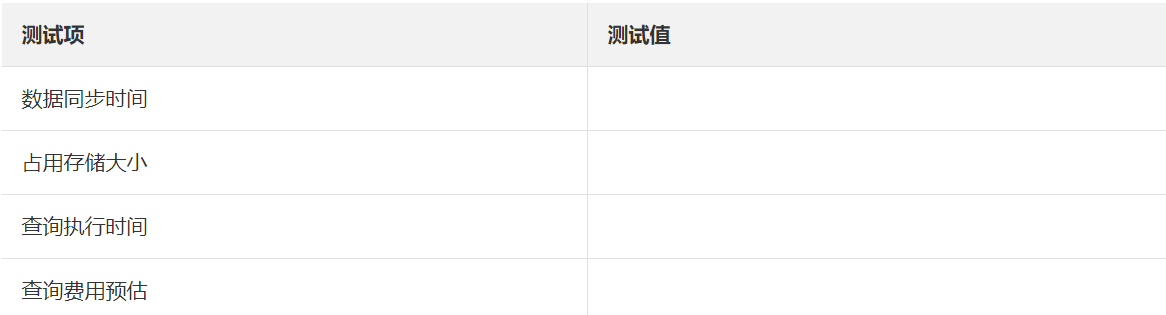 测试项 测试值
数据同步时间
占用存储大小
查询执行时间
查询费用预估